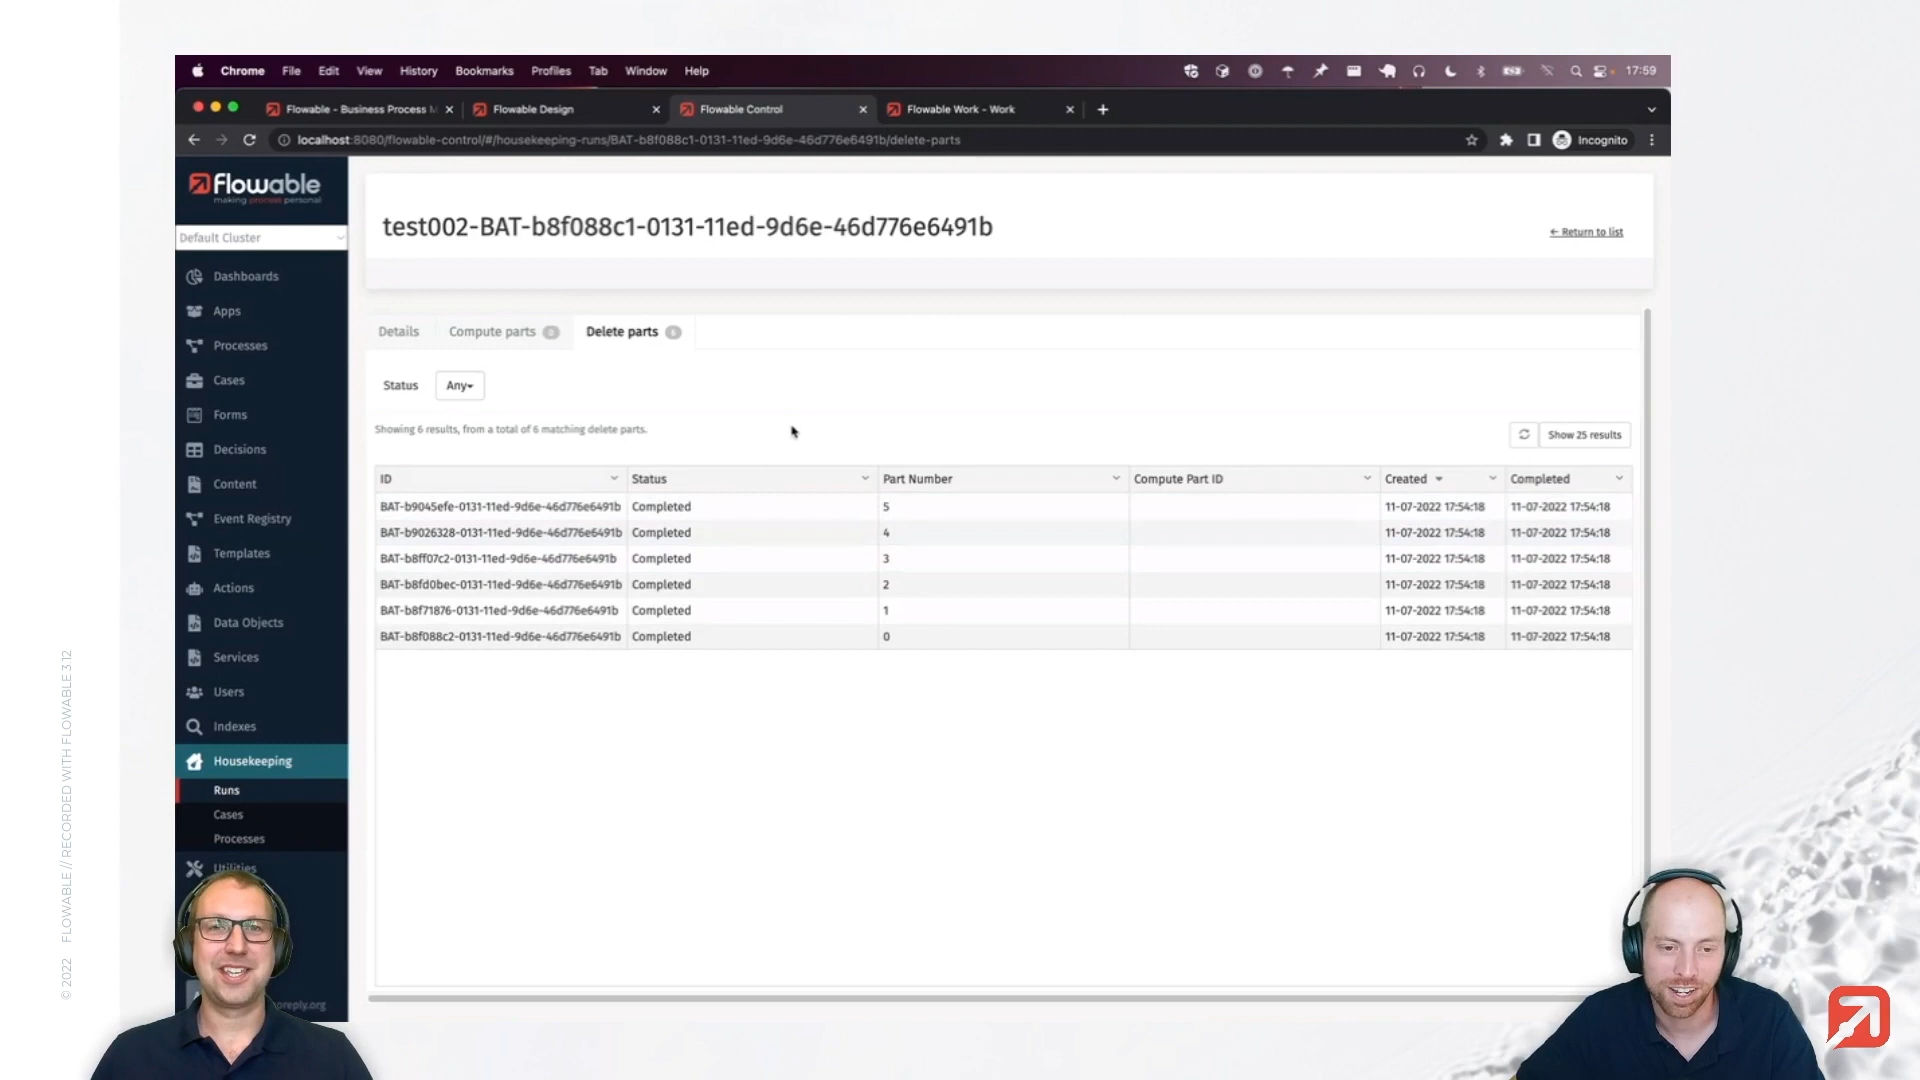 Chrome File Edit View History Bookmarks Profiles Tab Window Help 17:59
Flowable - Business Process M Flowable Design Flowable Control Flowable Work - Work
localhost:8080/flowable-control/#/housekeeping-runs/BAT-b8f088c1-0131-11ed-9d6e-46d776e6491b/delete-parts Incognito
flowable
making process personal
Default Cluster
Dashboards
Apps
Processes
Cases
Forms
Decisions
Content
Event Registry
Templates
Actions
Data Objects
Services
Users
Indexes
Housekeeping
Runs
Cases
Processes
Utilities
noreply.org
test002-BAT-b8f088c1-0131-11ed-9d6e-46d776e6491b
← Return to list
Details Compute parts 0 Delete parts 6
Status Any
Showing 6 results, from a total of 6 matching delete parts.
Show 25 results
ID Status Part Number Compute Part ID Created Completed
BAT-b9045efe-0131-11ed-9d6e-46d776e6491b Completed 5 11-07-2022 17:54:18 11-07-2022 17:54:18
BAT-b9026328-0131-11ed-9d6e-46d776e6491b Completed 4 11-07-2022 17:54:18 11-07-2022 17:54:18
BAT-b8ff07c2-0131-11ed-9d6e-46d776e6491b Completed 3 11-07-2022 17:54:18 11-07-2022 17:54:18
BAT-b8fd0bec-0131-11ed-9d6e-46d776e6491b Completed 2 11-07-2022 17:54:18 11-07-2022 17:54:18
BAT-b8f71876-0131-11ed-9d6e-46d776e6491b Completed 1 11-07-2022 17:54:18 11-07-2022 17:54:18
BAT-b8f088c2-0131-11ed-9d6e-46d776e6491b Completed 0 11-07-2022 17:54:18 11-07-2022 17:54:18
© 2022 FLOWABLE // RECORDED WITH FLOWABLE 3.12